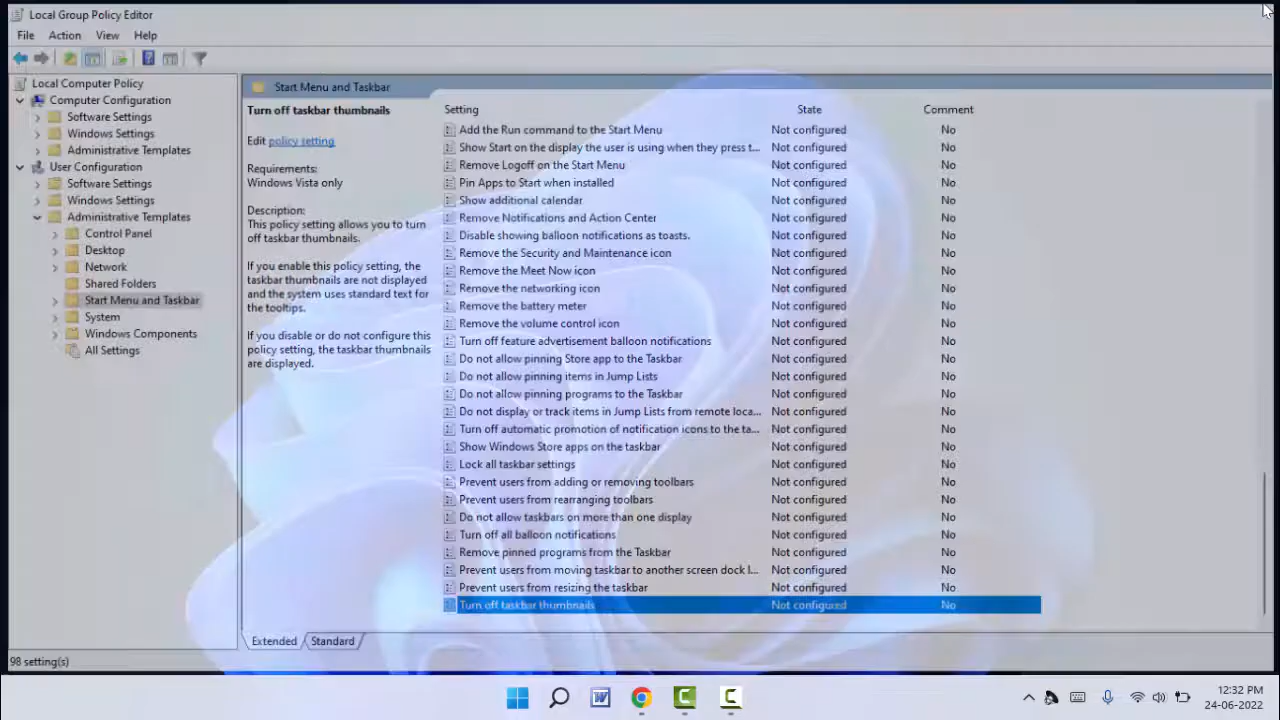 Local Group Policy Editor
File Action View Help
Local Computer Policy
Computer Configuration
Software Settings
Windows Settings
Administrative Templates
User Configuration
Software Settings
Windows Settings
Administrative Templates
Control Panel
Desktop
Network
Shared Folders
Start Menu and Taskbar
System
Windows Components
All Settings
Start Menu and Taskbar
Turn off taskbar thumbnails
Edit policy setting
Requirements:
Windows Vista only
Description:
This policy setting allows you to turn
off taskbar thumbnails.
If you enable this policy setting, the
taskbar thumbnails are not displayed
and the system uses standard text for
the tooltips.
If you disable or do not configure this
policy setting, the taskbar thumbnails
are displayed.
Setting State Comment
Add the Run command to the Start Menu Not configured No
Show Start on the display the user is using when they press t... Not configured No
Remove Logoff on the Start Menu Not configured No
Pin Apps to Start when installed Not configured No
Show additional calendar Not configured No
Remove Notifications and Action Center Not configured No
Disable showing balloon notifications as toasts. Not configured No
Remove the Security and Maintenance icon Not configured No
Remove the Meet Now icon Not configured No
Remove the networking icon Not configured No
Remove the battery meter Not configured No
Remove the volume control icon Not configured No
Turn off feature advertisement balloon notifications Not configured No
Do not allow pinning Store app to the Taskbar Not configured No
Do not allow pinning items in Jump Lists Not configured No
Do not allow pinning programs to the Taskbar Not configured No
Do not display or track items in Jump Lists from remote loca... Not configured No
Turn off automatic promotion of notification icons to the ta... Not configured No
Show Windows Store apps on the taskbar Not configured No
Lock all taskbar settings Not configured No
Prevent users from adding or removing toolbars Not configured No
Prevent users from rearranging toolbars Not configured No
Do not allow taskbars on more than one display Not configured No
Turn off all balloon notifications Not configured No
Remove pinned programs from the Taskbar Not configured No
Prevent users from moving taskbar to another screen dock l... Not configured No
Prevent users from resizing the taskbar Not configured No
Turn off taskbar thumbnails Not configured No
Extended Standard
98 setting(s)
12:32 PM
24-06-2022